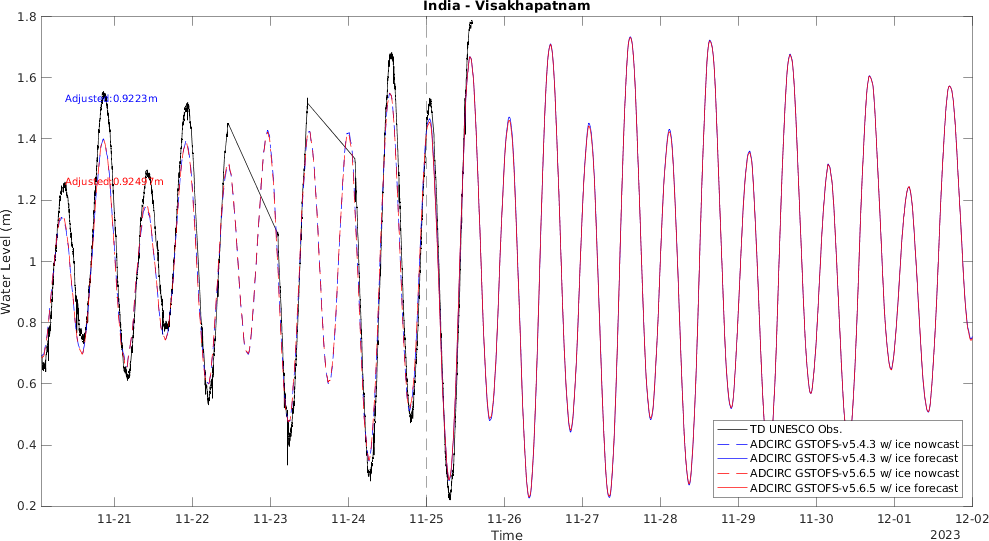 India - Visakhapatnam
Water Level (m)
1.8
1.6
1.4
1.2
1
0.8
0.6
0.4
0.2
Adjusted:0.9223m
Adjusted:0.92497m
TD UNESCO Obs.
ADCIRC GSTOFS-v5.4.3 w/ ice nowcast
ADCIRC GSTOFS-v5.4.3 w/ ice forecast
ADCIRC GSTOFS-v5.6.5 w/ ice nowcast
ADCIRC GSTOFS-v5.6.5 w/ ice forecast
11-21 11-22 11-23 11-24 11-25 11-26 11-27 11-28 11-29 11-30 12-01 12-02
Time
2023